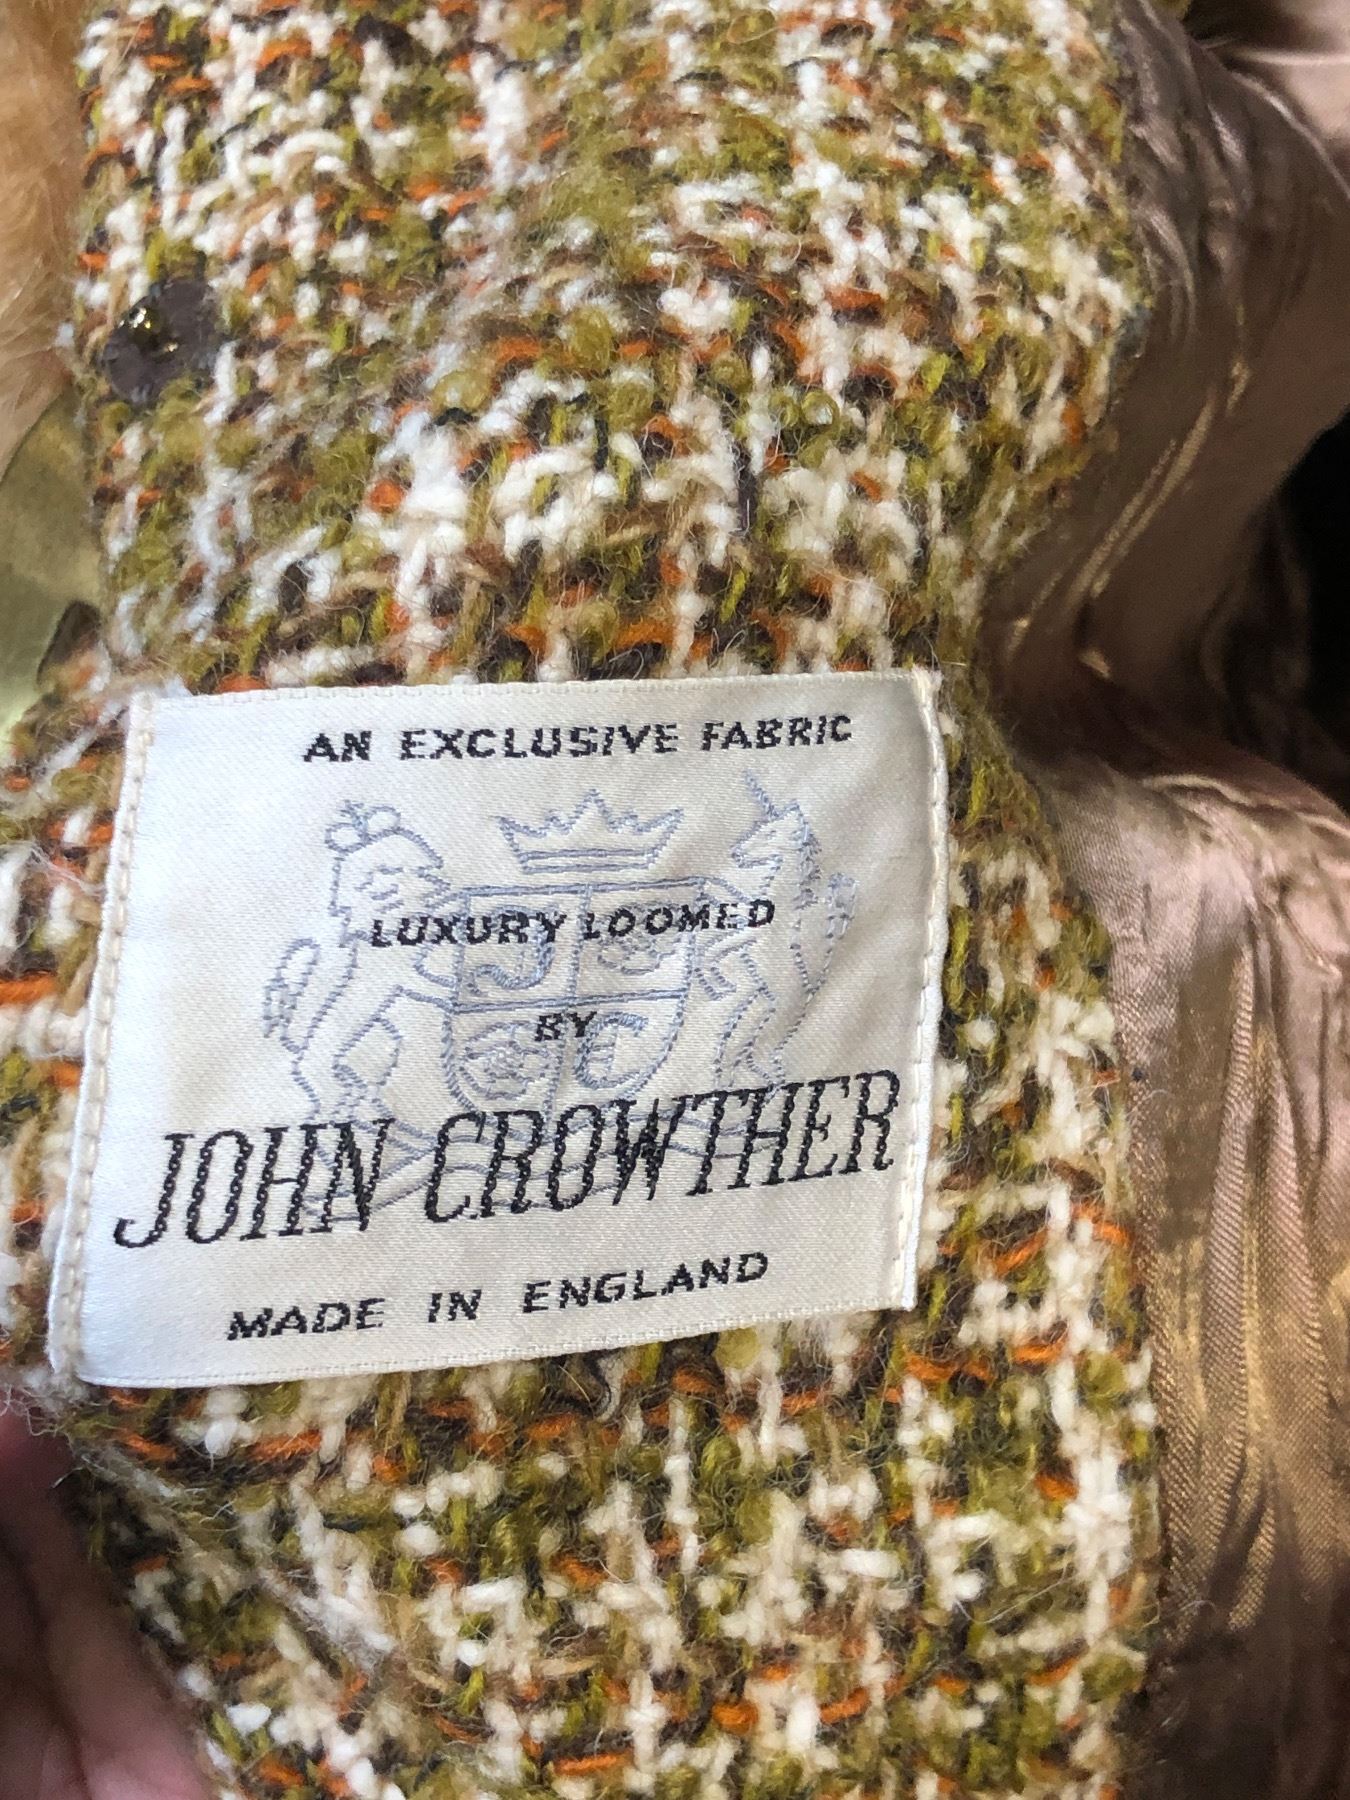 AN EXCLUSIVE FABRIC
LUXURY LOOMED
BY
JOHN CROWTHER
MADE IN ENGLAND